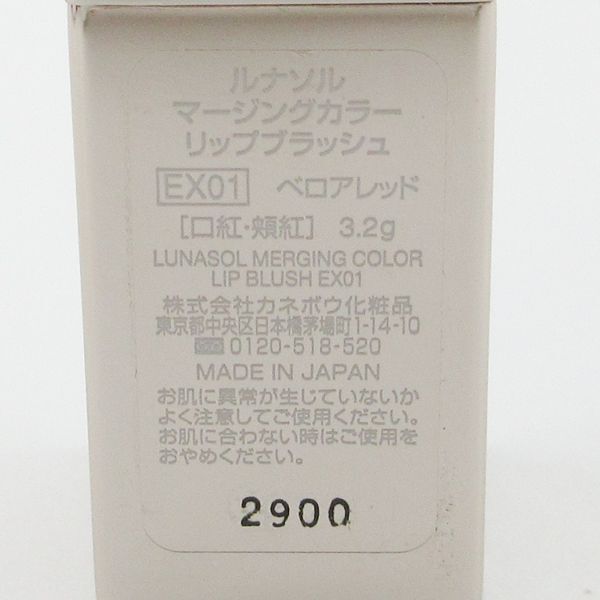 ルナソル
マージングカラー
リップブラッシュ
EX01 ベロアレッド
[口紅・頬紅] 3.2g
LUNASOL MERGING COLOR
LIP BLUSH EX01
株式会社カネボウ化粧品
東京都中央区日本橋茅場町1-14-10
0120-518-520
MADE IN JAPAN
お肌に異常が生じていないか
よく注意してご使用ください。
お肌に合わない時はご使用を
おやめください。
2900